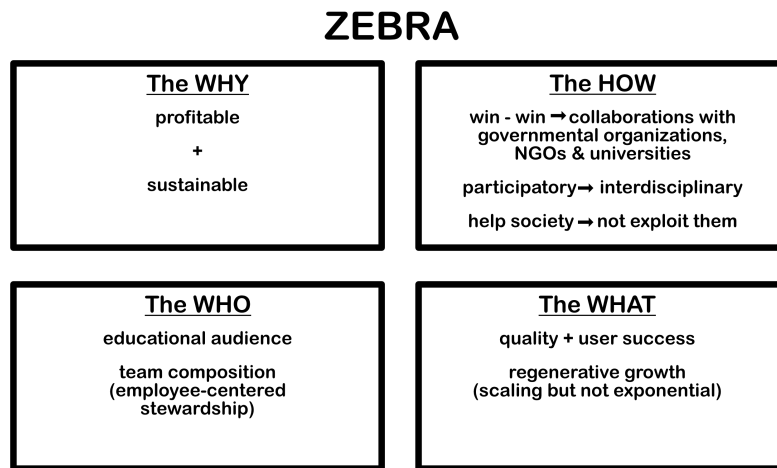 ZEBRA
The WHY
profitable
+
sustainable
The HOW
win - win → collaborations with
governmental organizations,
NGOs & universities
participatory → interdisciplinary
help society → not exploit them
The WHO
educational audience
team composition
(employee-centered
stewardship)
The WHAT
quality + user success
regenerative growth
(scaling but not exponential)